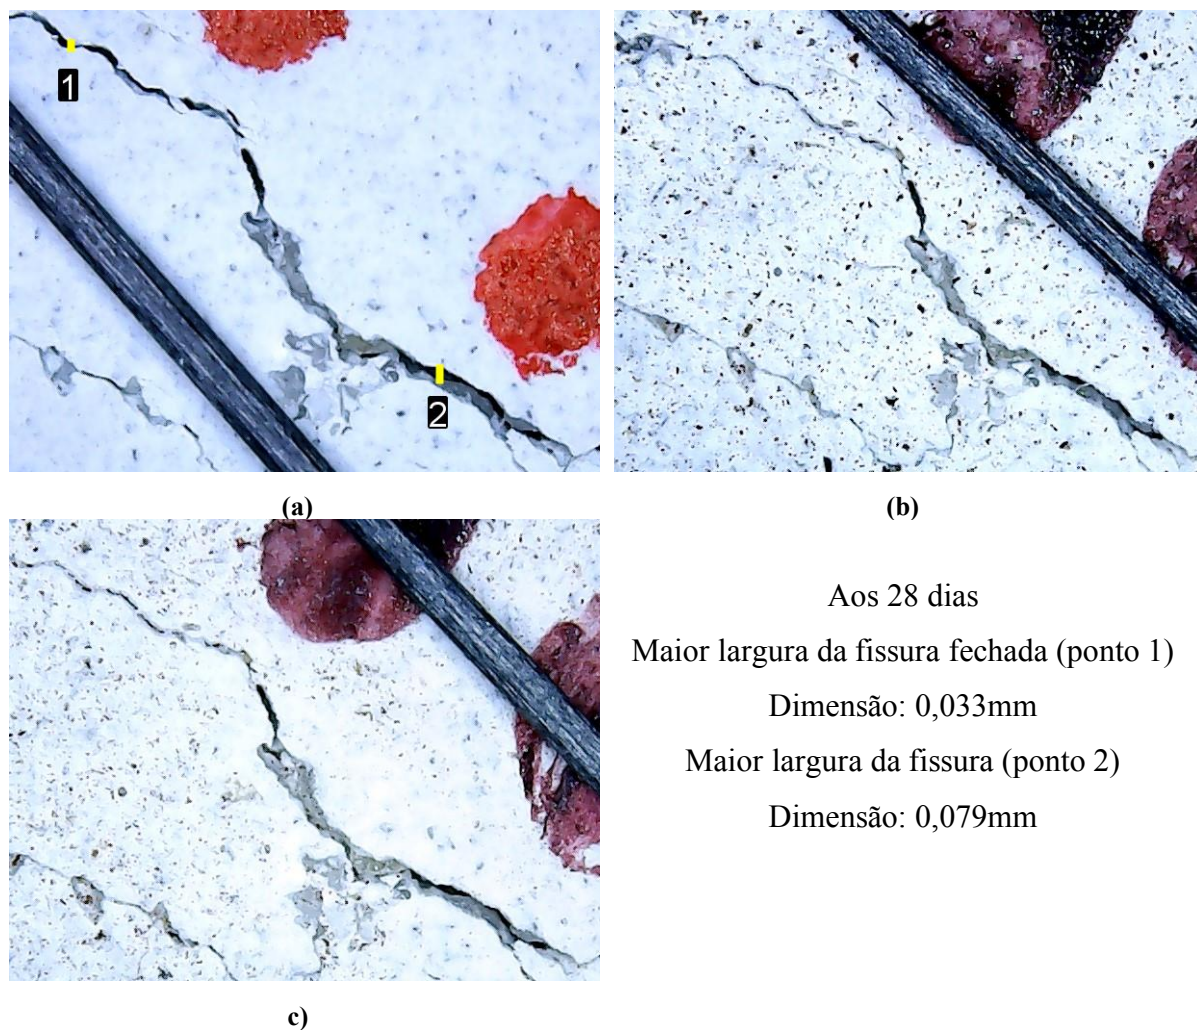 1
2
(a)
(b)
Aos 28 dias
Maior largura da fissura fechada (ponto 1)
Dimensão: 0,033mm
Maior largura da fissura (ponto 2)
Dimensão: 0,079mm
c)